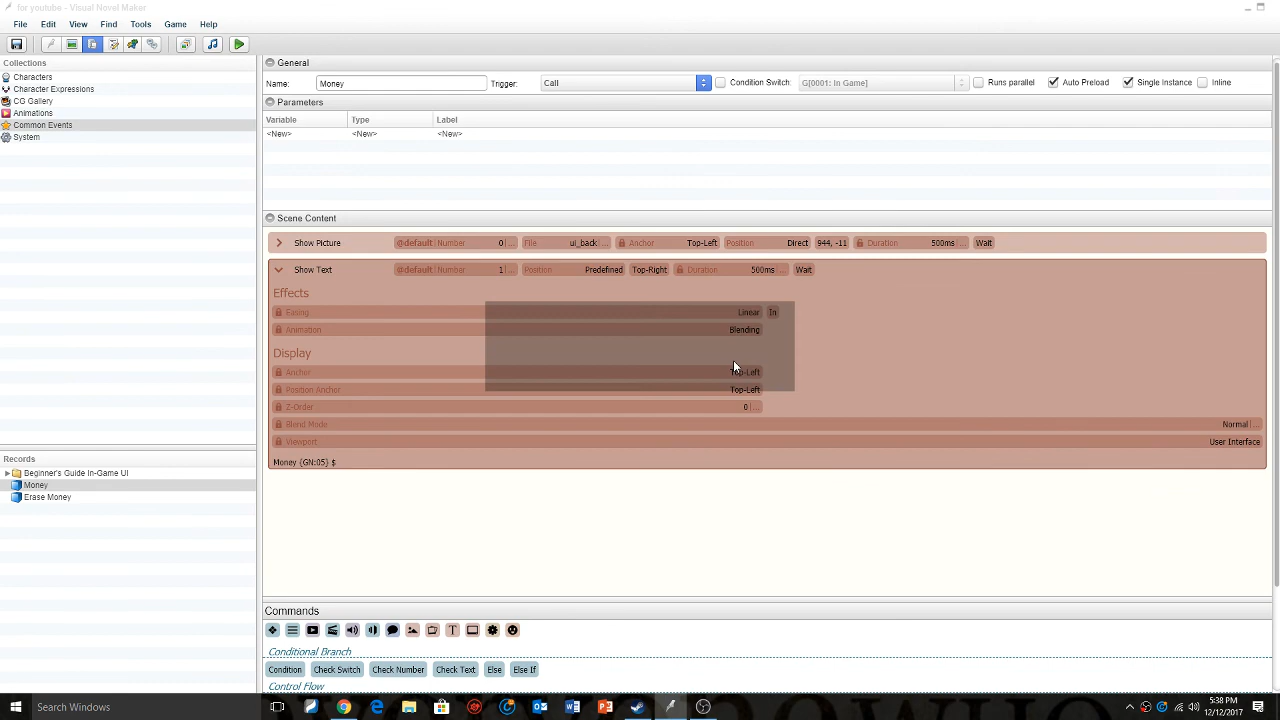 for youtube - Visual Novel Maker
File Edit View Find Tools Game Help
Collections
Characters
Character Expressions
CG Gallery
Animations
Common Events
System
Records
Beginner's Guide In-Game UI
Money
Erase Money
General
Name: Money Trigger: Call Condition Switch: G[0001: In Game] Runs parallel Auto Preload Single Instance Inline
Parameters
Variable Type Label
<New> <New> <New>
Scene Content
Show Picture @default Number 0 ... File ui_back ... Anchor Top-Left Position Direct 944, -11 Duration 500ms ... Wait
Show Text @default Number 1 ... Position Predefined Top-Right Duration 500ms ... Wait
Effects
Easing Linear In
Animation Blending
Display
Anchor Top-Left
Position Ancher Top-Left
Z-Order 0 ...
Blend Mode Normal ...
Viewport User Interface
Money {GN:05} $
Commands
Conditional Branch
Condition Check Switch Check Number Check Text Else Else If
Control Flow
Search Windows
5:38 PM
12/12/2017